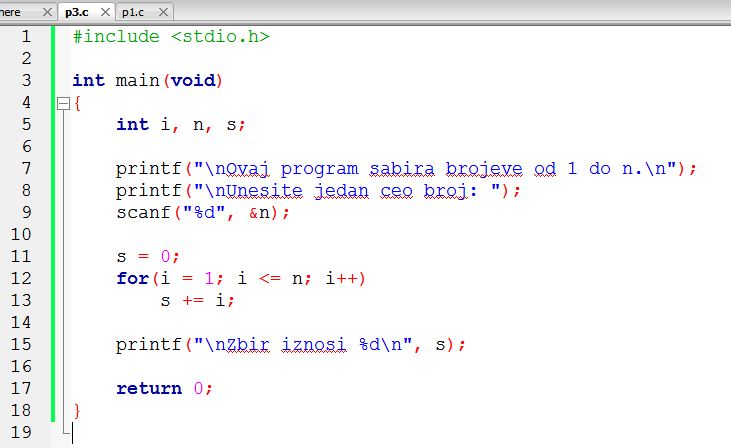 here p3.c p1.c
1 #include <stdio.h>
2
3 int main(void)
4 {
5 int i, n, s;
6
7 printf("\nOvaj program sabira brojeve od 1 do n.\n");
8 printf("\nUnesite jedan ceo broj: ");
9 scanf("%d", &n);
10
11 s = 0;
12 for(i = 1; i <= n; i++)
13 s += i;
14
15 printf("\nZbir iznosi %d\n", s);
16
17 return 0;
18 }
19